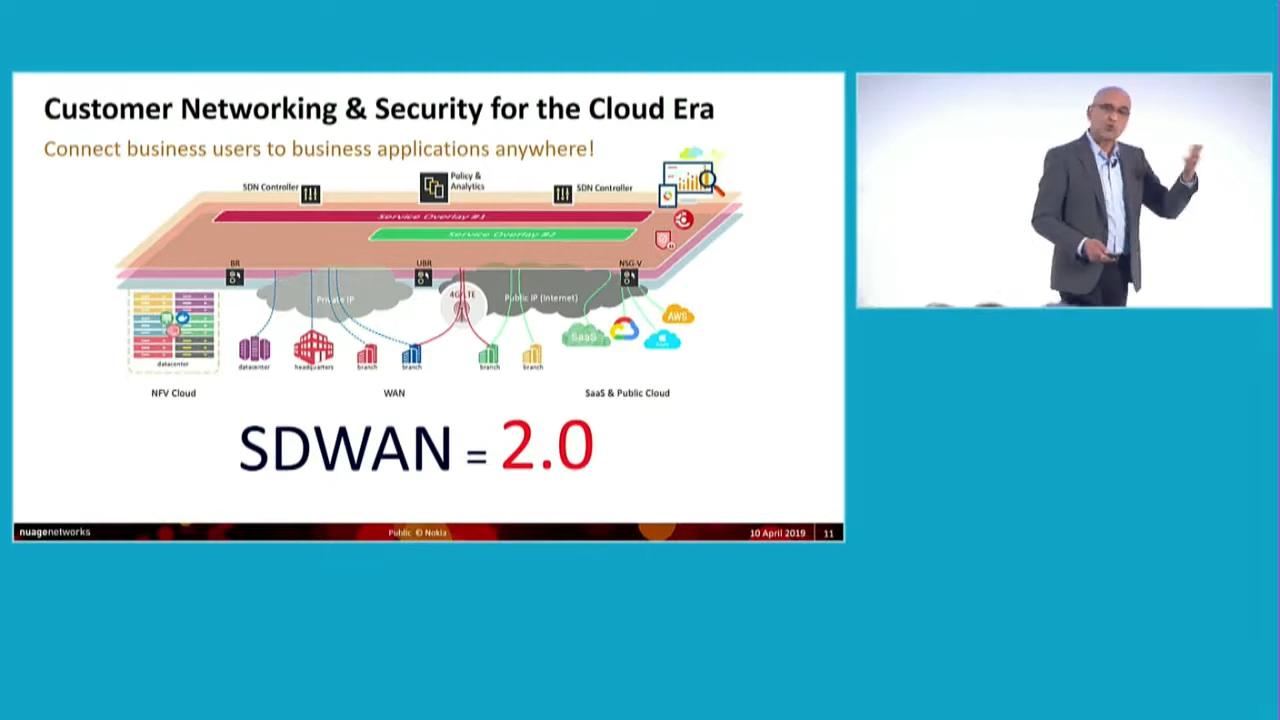 Customer Networking & Security for the Cloud Era
Connect business users to business applications anywhere!
SDN Controller
Policy &
Analytics
SDN Controller
Service Overlay #1
Service Overlay #2
BR
UBR
NSG-V
Private IP
4G/LTE
Public IP (Internet)
SaaS
AWS
datacenter
datacenter
headquarters
branch
branch
branch
branch
NFV Cloud
WAN
SaaS & Public Cloud
SDWAN = 2.0
nuagenetworks
Public © Nokia
10 April 2019
11